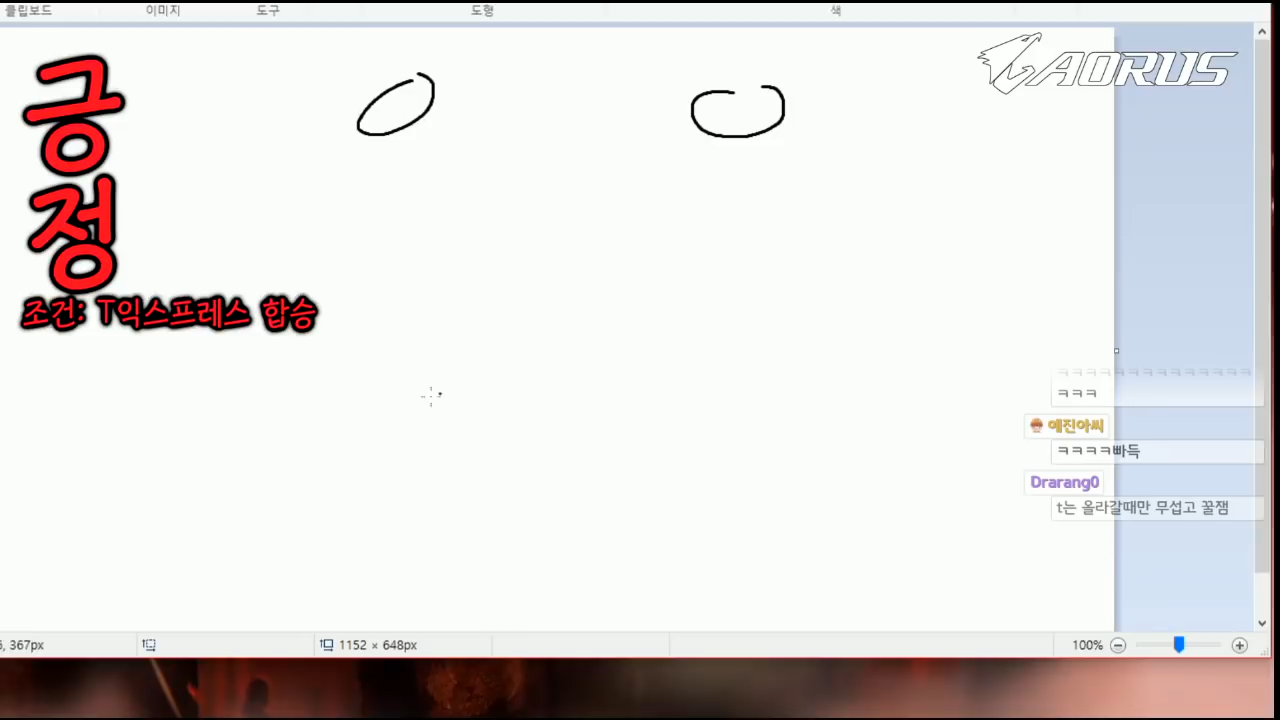 클립보드 이미지 도구 도형 색
AORUS
긍
정
조건: T익스프레스 합승
ㅋㅋㅋㅋㅋㅋㅋㅋㅋㅋㅋㅋㅋㅋ
ㅋㅋㅋ
예진아씨
ㅋㅋㅋㅋ빠득
Drarang0
t는 올라갈때만 무섭고 꿀잼
, 367px 1152 × 648px 100%